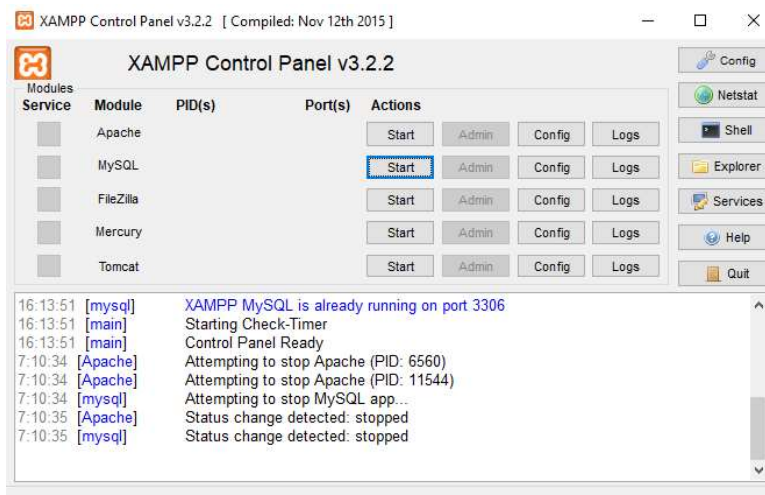 XAMPP Control Panel v3.2.2 [ Compiled: Nov 12th 2015 ]
XAMPP Control Panel v3.2.2
Config
Modules
Service Module PID(s) Port(s) Actions
Netstat
Apache Start Admin Config Logs
Shell
MySQL Start Admin Config Logs
Explorer
FileZilla Start Admin Config Logs
Services
Mercury Start Admin Config Logs
Help
Tomcat Start Admin Config Logs
Quit
16:13:51 [mysql] XAMPP MySQL is already running on port 3306
16:13:51 [main] Starting Check-Timer
16:13:51 [main] Control Panel Ready
7:10:34 [Apache] Attempting to stop Apache (PID: 6560)
7:10:34 [Apache] Attempting to stop Apache (PID: 11544)
7:10:34 [mysql] Attempting to stop MySQL app...
7:10:35 [Apache] Status change detected: stopped
7:10:35 [mysql] Status change detected: stopped